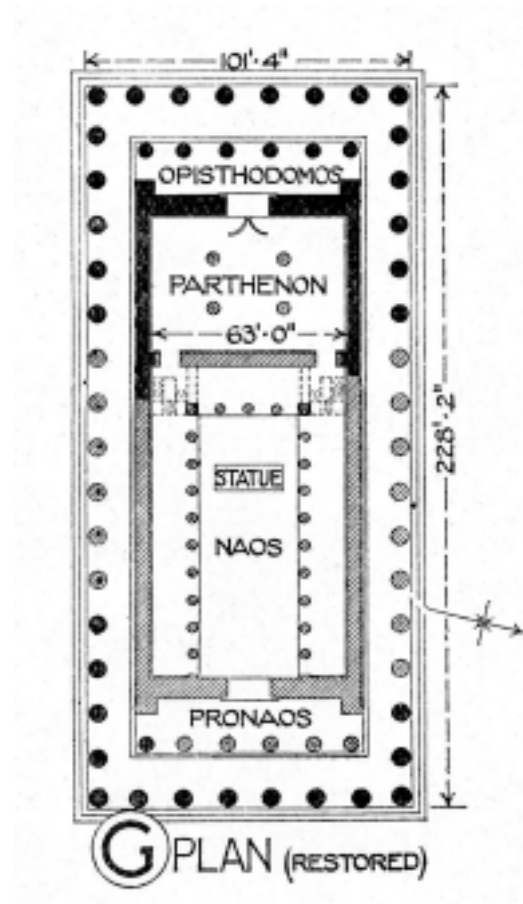 101'·4"
OPISTHODOMOS
PARTHENON
63'·0"
228'·2"
STATUE
NAOS
PRONAOS
G PLAN (RESTORED)